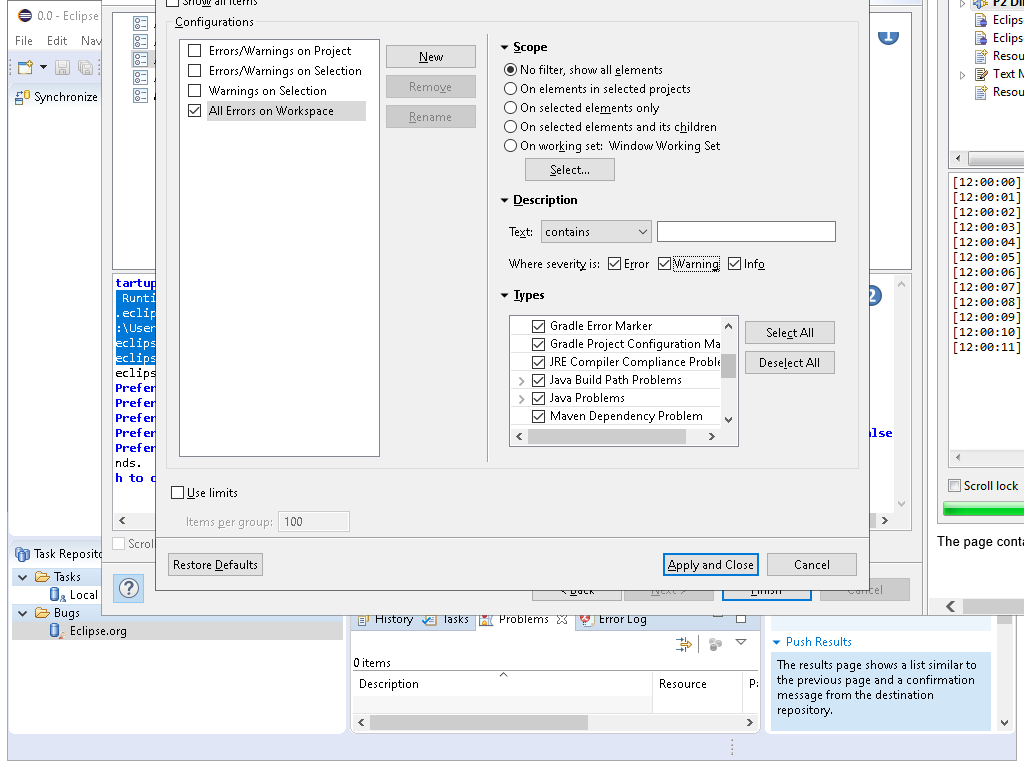 0.0 - Eclipse
File Edit Nav
Synchronize
Show all items
Configurations
Errors/Warnings on Project
Errors/Warnings on Selection
Warnings on Selection
All Errors on Workspace
New
Remove
Rename
Scope
No filter, show all elements
On elements in selected projects
On selected elements only
On selected elements and its children
On working set: Window Working Set
Select...
Description
Text: contains
Where severity is: Error Warning Info
Types
Gradle Error Marker
Gradle Project Configuration Ma
JRE Compiler Compliance Proble
Java Build Path Problems
Java Problems
Maven Dependency Problem
Select All
Deselect All
Use limits
Items per group: 100
Restore Defaults
Apply and Close
Cancel
tartup
Runti
.eclip
:\User
eclips
eclips
eclips
Prefer
Prefer
Prefer
Prefer
alse
Prefer
nds.
h to c
1
2
Scroll
?
< Back
Next >
Finish
Cancel
P2 Di
Eclips
Eclips
Resou
Text M
Resou
[12:00:00]
[12:00:01]
[12:00:02]
[12:00:03]
[12:00:04]
[12:00:05]
[12:00:06]
[12:00:07]
[12:00:08]
[12:00:09]
[12:00:10]
[12:00:11]
Scroll lock
The page conta
Task Reposito
Tasks
Local
Bugs
Eclipse.org
History Tasks Problems Error Log
0 items
Description Resource Pa
Push Results
The results page shows a list similar to
the previous page and a confirmation
message from the destination
repository.